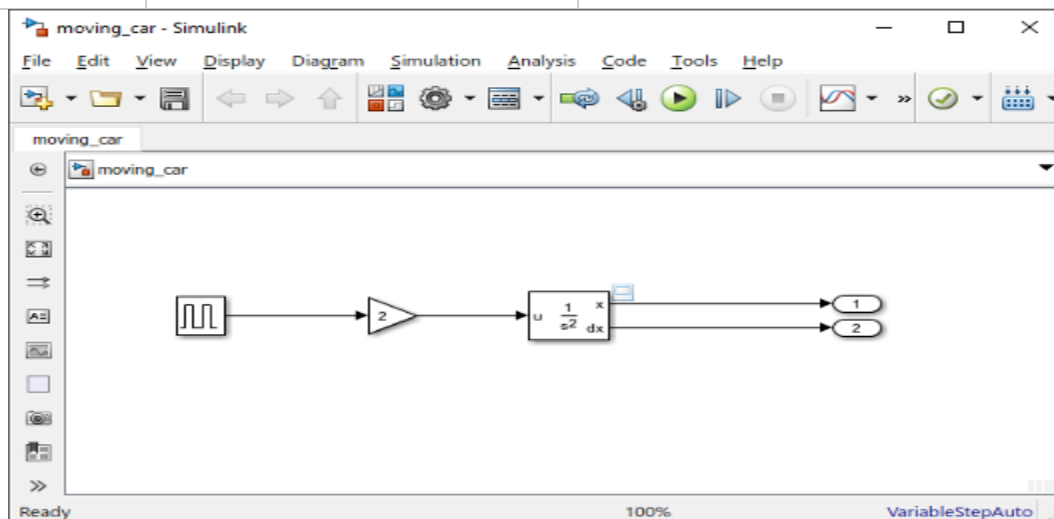 moving_car - Simulink
File Edit View Display Diagram Simulation Analysis Code Tools Help
»
moving_car
moving_car
A≡
2
u 1/s² x dx
1
2
»
Ready 100% VariableStepAuto